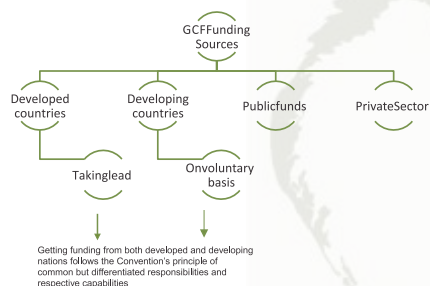 GCFFunding
Sources
Developed
countries
Developing
countries
Publicfunds
PrivateSector
Takinglead
Onvoluntary
basis
Getting funding from both developed and developing
nations follows the Convention's principle of
common but differentiated responsibilities and
respective capabilities